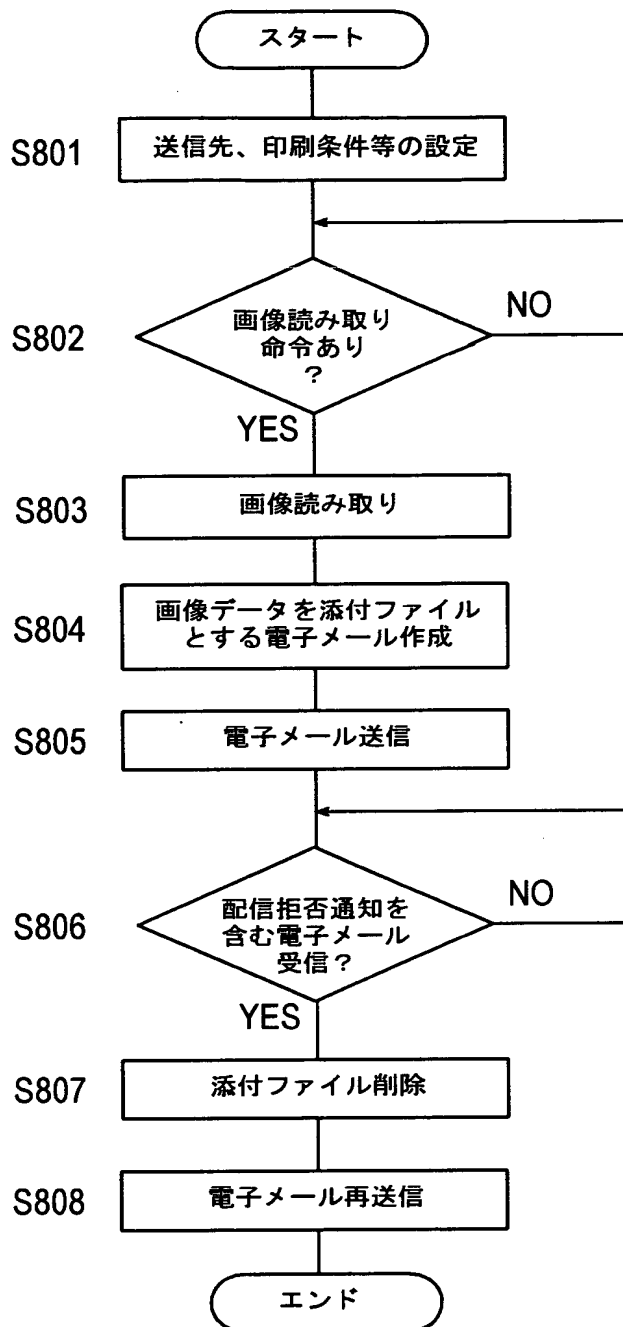 スタート
S801
送信先、印刷条件等の設定
S802
画像読み取り
命令あり
?
NO
YES
S803
画像読み取り
S804
画像データを添付ファイル
とする電子メール作成
S805
電子メール送信
S806
配信拒否通知を
含む電子メール
受信?
NO
YES
S807
添付ファイル削除
S808
電子メール再送信
エンド